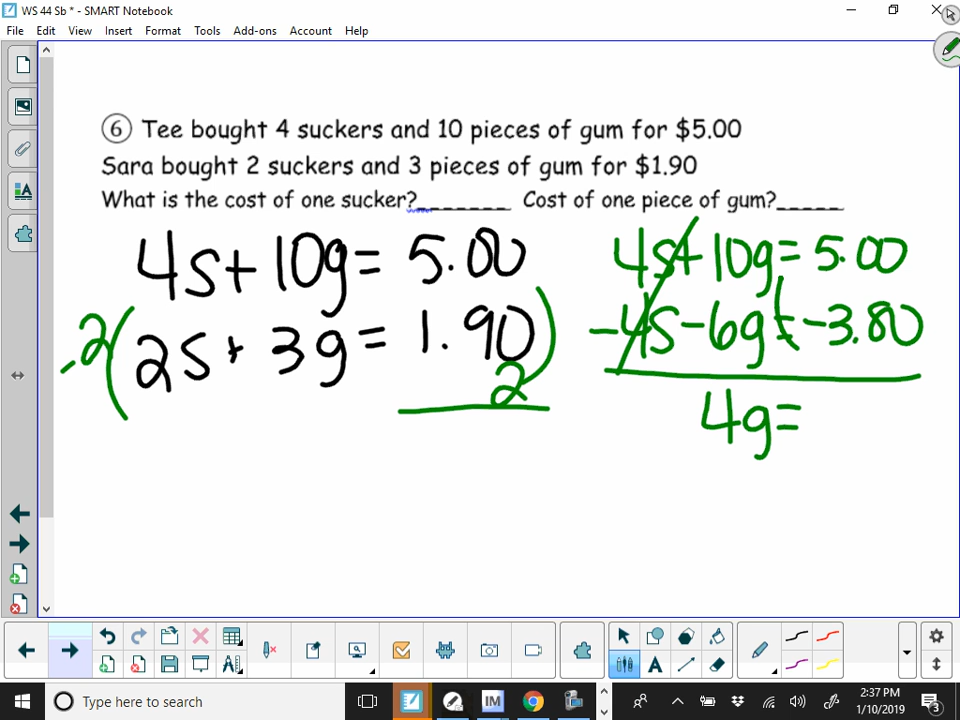 WS 44 Sb * - SMART Notebook
File Edit View Insert Format Tools Add-ons Account Help
6 Tee bought 4 suckers and 10 pieces of gum for $5.00
Sara bought 2 suckers and 3 pieces of gum for $1.90
What is the cost of one sucker?_______ Cost of one piece of gum?_____
4s+10g=5.00
-2(2s+3g=1.90)
2
4s+10g=5.00
-4s-6g=-3.80
4g=
Type here to search
2:37 PM
1/10/2019
3